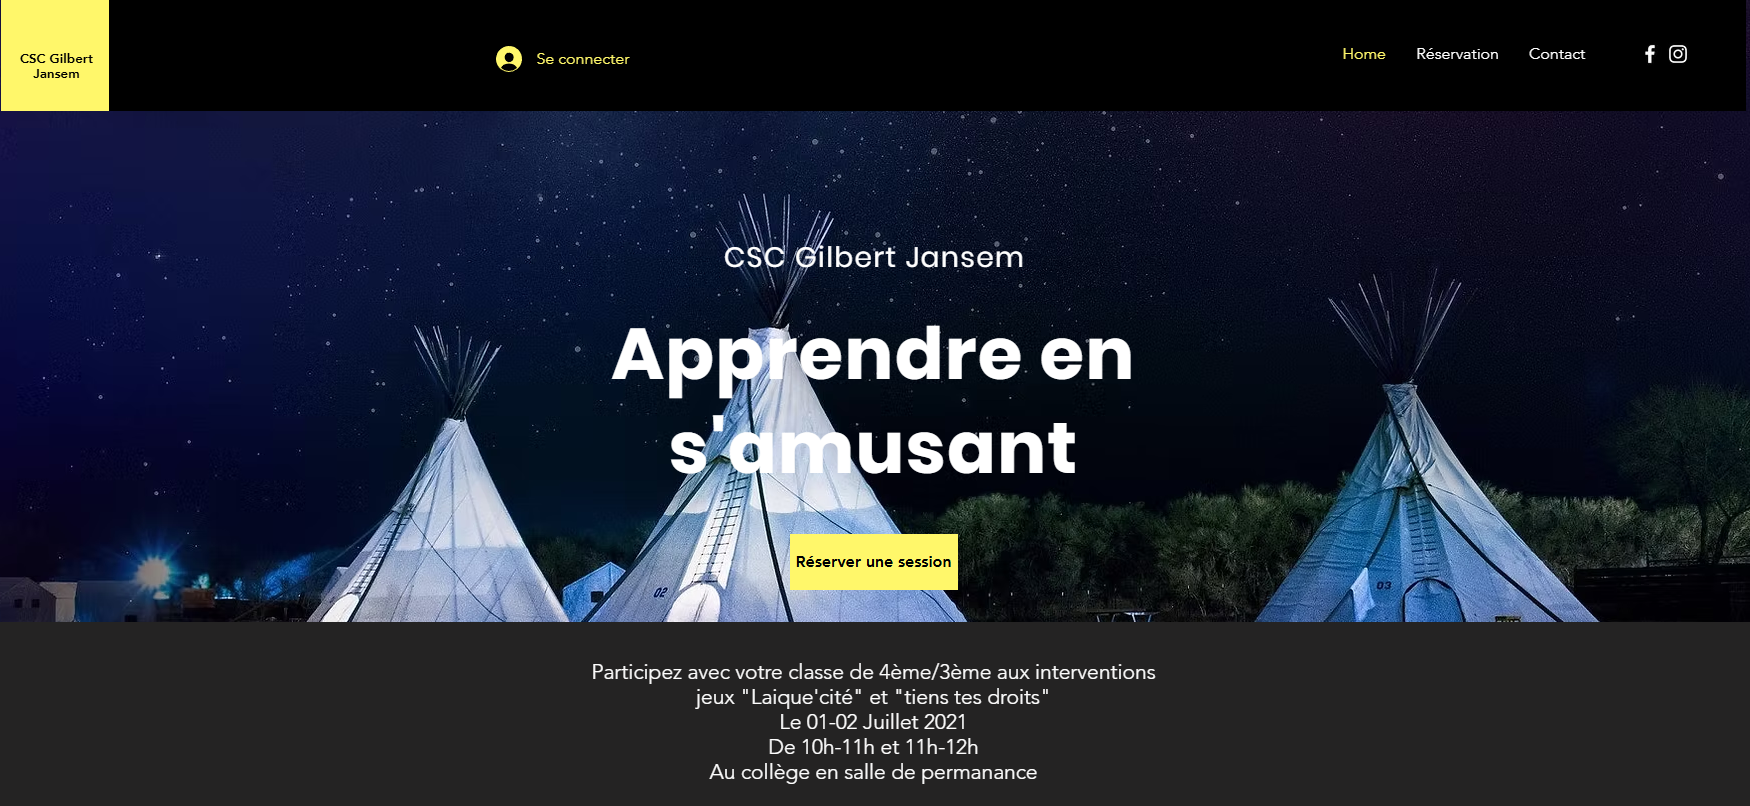 CSC Gilbert
Jansem
Se connecter
Home
Réservation
Contact
CSC Gilbert Jansem
Apprendre en
s'amusant
Réserver une session
02
03
Participez avec votre classe de 4ème/3ème aux interventions
jeux "Laique'cité" et "tiens tes droits"
Le 01-02 Juillet 2021
De 10h-11h et 11h-12h
Au collège en salle de permanance